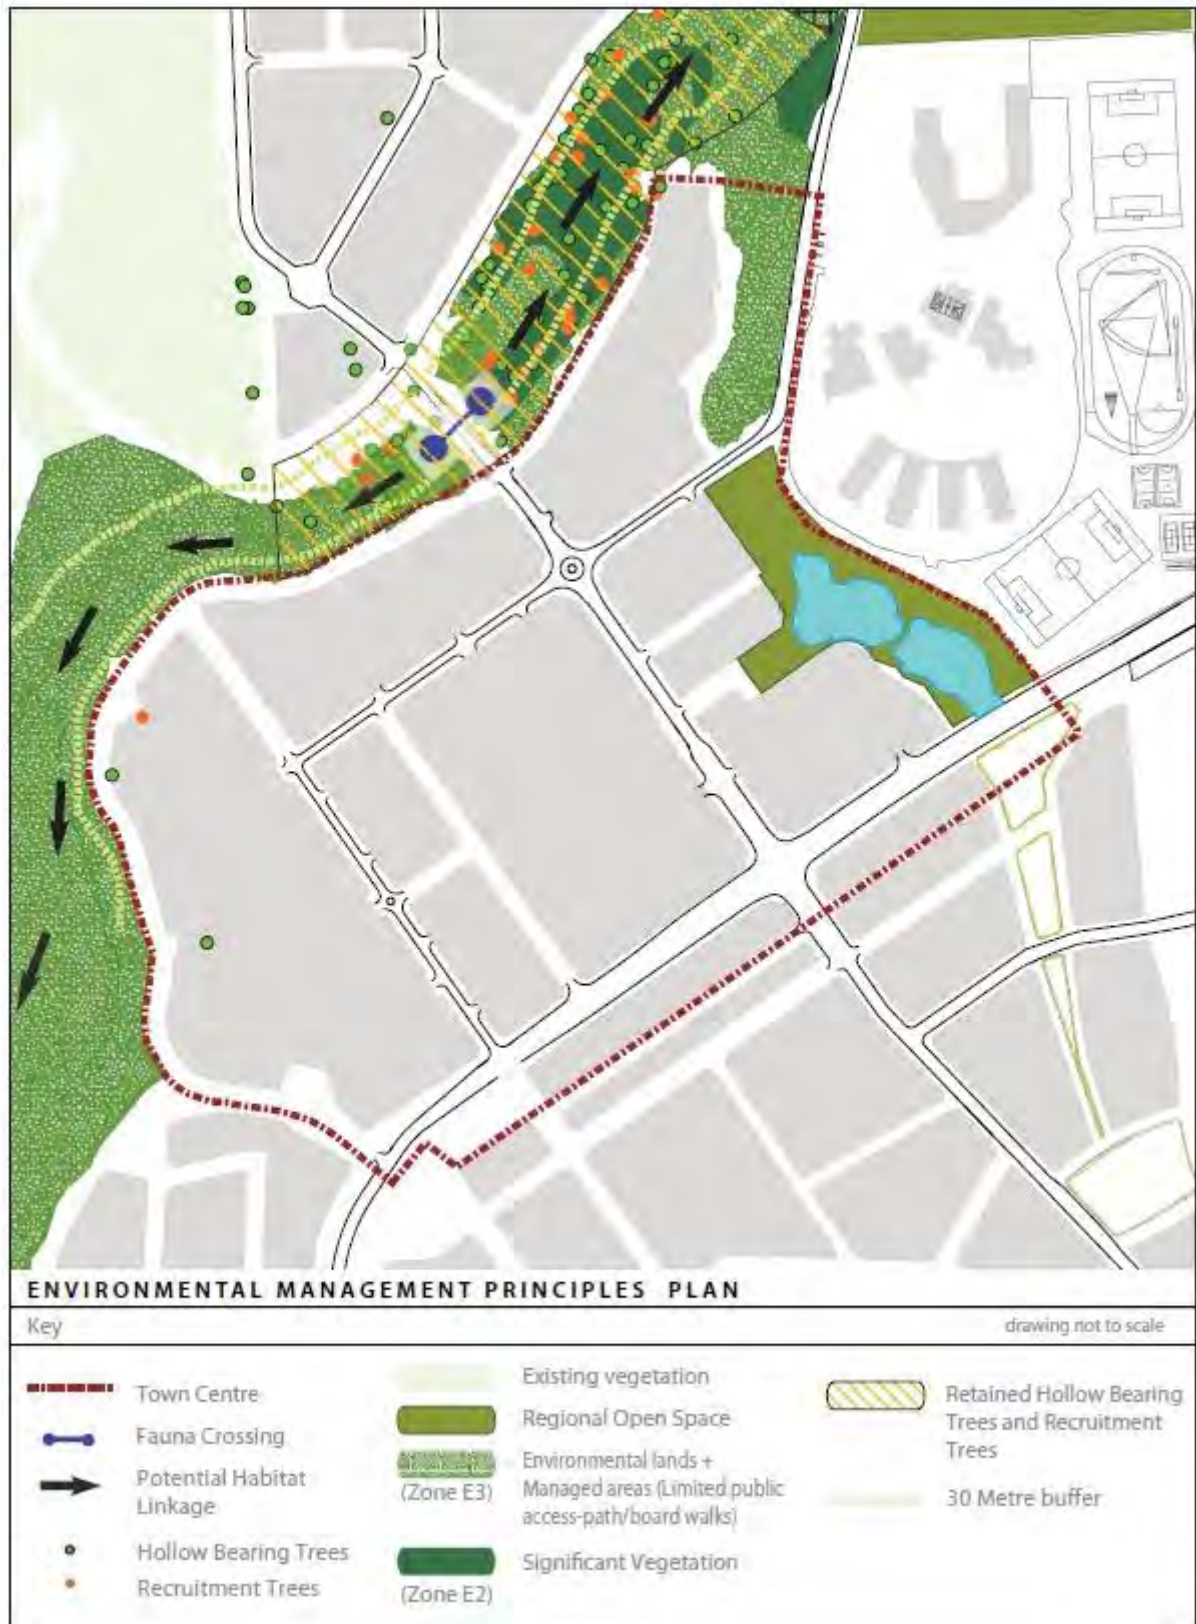 ENVIRONMENTAL MANAGEMENT PRINCIPLES PLAN
Key
drawing not to scale
Town Centre
Fauna Crossing
Potential Habitat
Linkage
Hollow Bearing Trees
Recruitment Trees
Existing vegetation
Regional Open Space
Environmental lands +
Managed areas (Limited public
access-path/board walks)
(Zone E3)
Significant Vegetation
(Zone E2)
Retained Hollow Bearing
Trees and Recruitment
Trees
30 Metre buffer